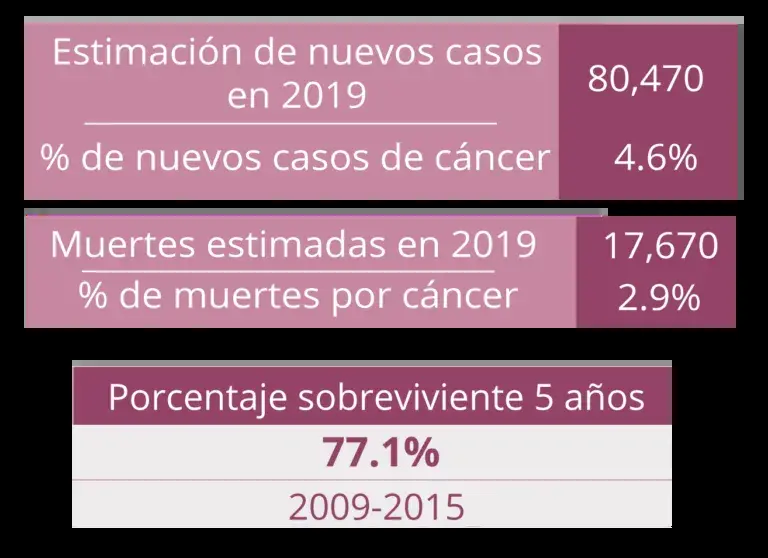 Estimación de nuevos casos
en 2019
80,470
% de nuevos casos de cáncer
4.6%
Muertes estimadas en 2019
17,670
% de muertes por cáncer
2.9%
Porcentaje sobreviviente 5 años
77.1%
2009-2015